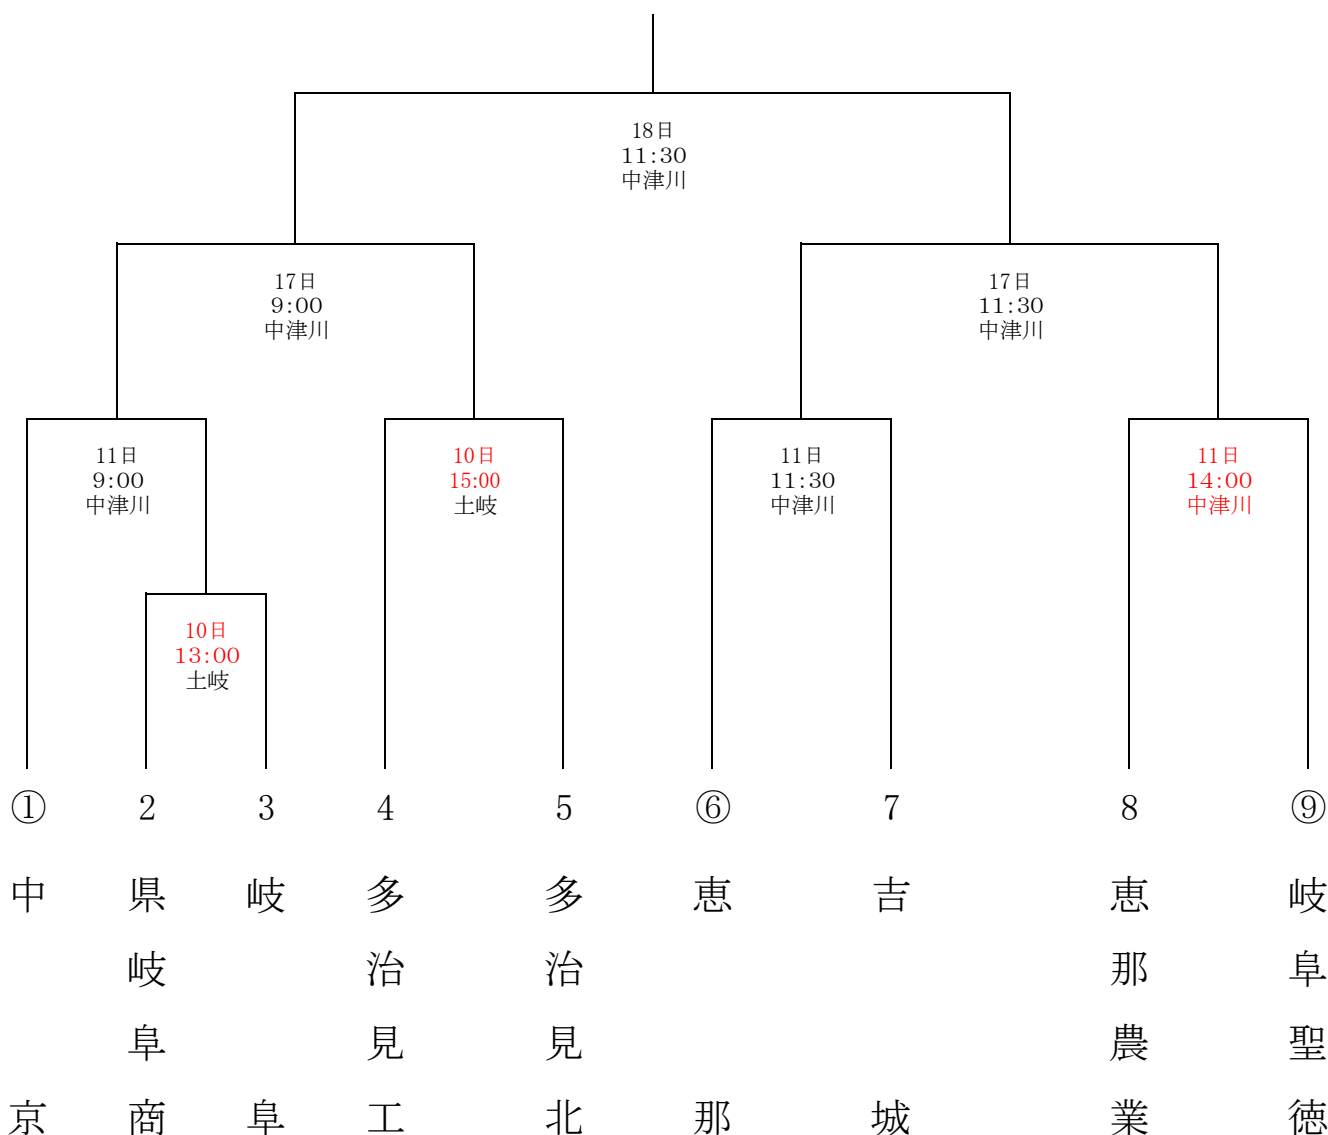 18日
11:30
中津川
17日
9:00
中津川
17日
11:30
中津川
11日
9:00
中津川
10日
15:00
土岐
11日
11:30
中津川
11日
14:00
中津川
10日
13:00
土岐
①
2
3
4
5
⑥
7
8
⑨
中京
県岐阜商
岐阜
多治見工
多治見北
恵那
吉城
恵那農業
岐阜聖徳